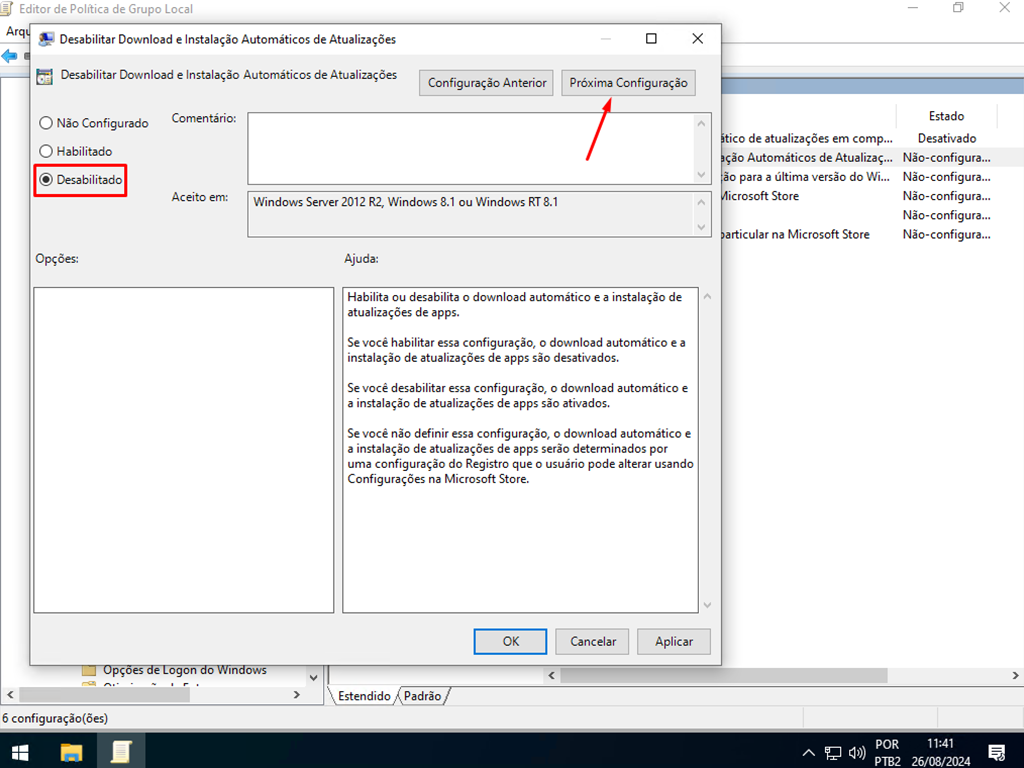 Editor de Política de Grupo Local
Arqu
Desabilitar Download e Instalação Automáticos de Atualizações
Desabilitar Download e Instalação Automáticos de Atualizações
Configuração Anterior
Próxima Configuração
Não Configurado
Habilitado
Desabilitado
Comentário:
Aceito em:
Windows Server 2012 R2, Windows 8.1 ou Windows RT 8.1
Opções:
Ajuda:
Habilita ou desabilita o download automático e a instalação de
atualizações de apps.
Se você habilitar essa configuração, o download automático e a
instalação de atualizações de apps são desativados.
Se você desabilitar essa configuração, o download automático e
a instalação de atualizações de apps são ativados.
Se você não definir essa configuração, o download automático e
a instalação de atualizações de apps serão determinados por
uma configuração do Registro que o usuário pode alterar usando
Configurações na Microsoft Store.
OK
Cancelar
Aplicar
Estado
ático de atualizações em comp... Desativado
ação Automáticos de Atualizaç... Não-configura...
ção para a última versão do Wi... Não-configura...
Microsoft Store Não-configura...
Não-configura...
particular na Microsoft Store Não-configura...
Opções de Logon do Windows
Estendido
Padrão
6 configuração(ões)
POR
PTB2
11:41
26/08/2024